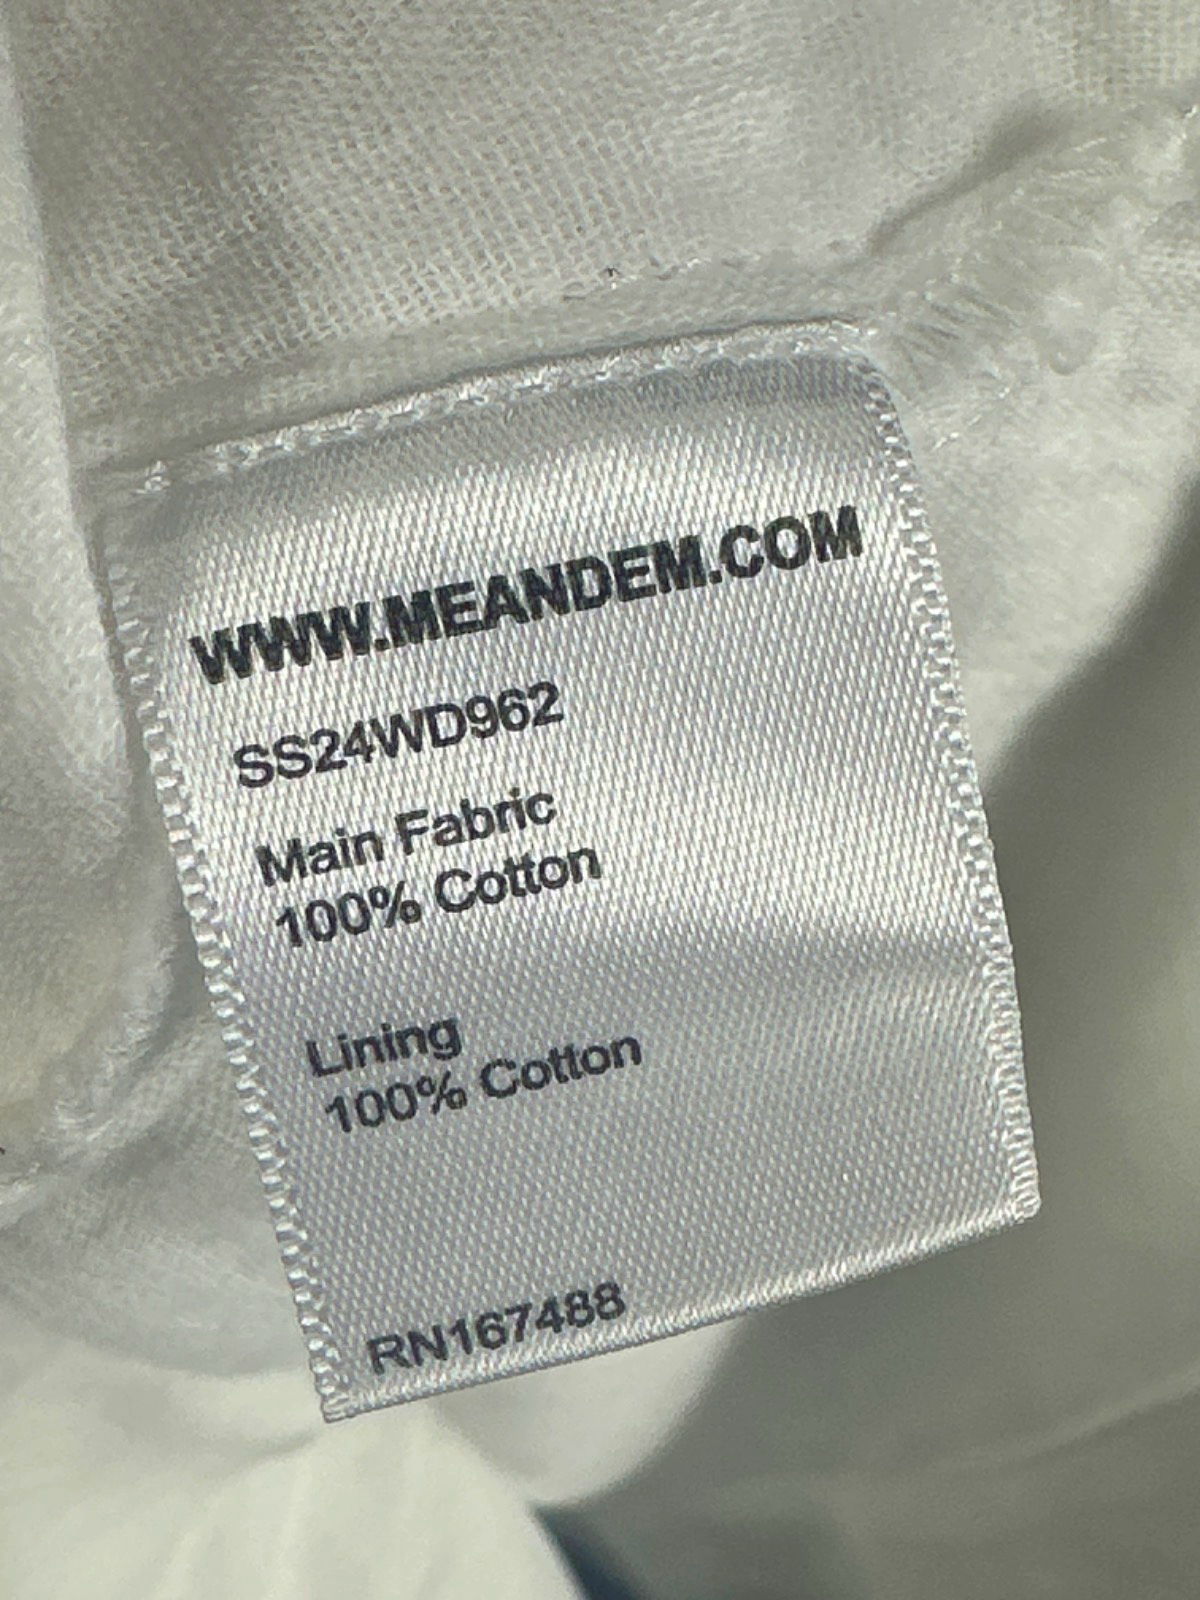 WWW.MEANDEM.COM
SS24WD962
Main Fabric
100% Cotton
Lining
100% Cotton
RN167488